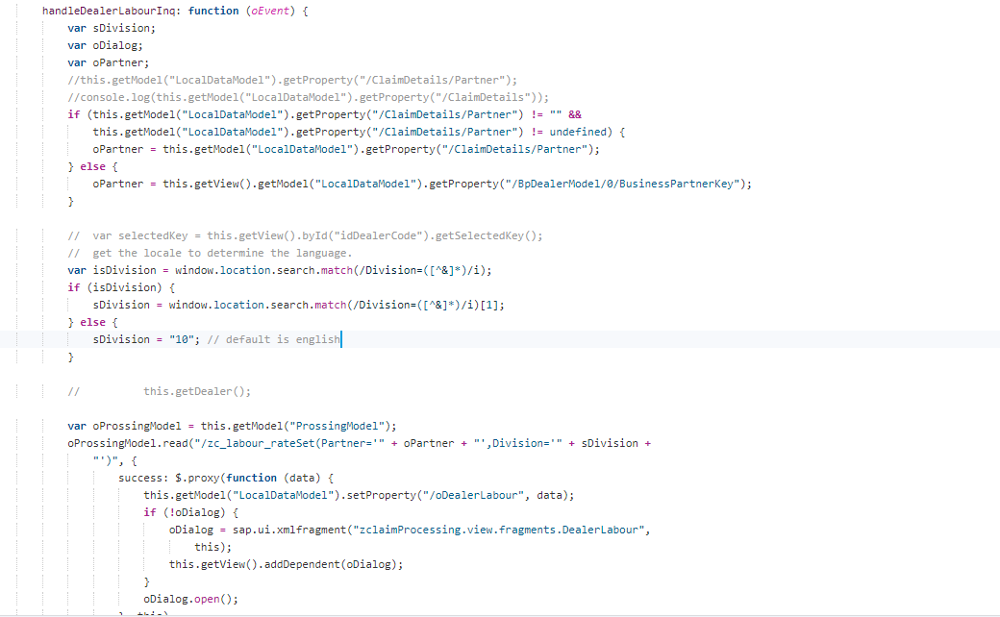 handleDealerLabourInq: function (oEvent) {
var sDivision;
var oDialog;
var oPartner;
//this.getModel("LocalDataModel").getProperty("/ClaimDetails/Partner");
//console.log(this.getModel("LocalDataModel").getProperty("/ClaimDetails"));
if (this.getModel("LocalDataModel").getProperty("/ClaimDetails/Partner") != "" &&
this.getModel("LocalDataModel").getProperty("/ClaimDetails/Partner") != undefined) {
oPartner = this.getModel("LocalDataModel").getProperty("/ClaimDetails/Partner");
} else {
oPartner = this.getView().getModel("LocalDataModel").getProperty("/BpDealerModel/0/BusinessPartnerKey");
}
//  var selectedKey = this.getView().byId("idDealerCode").getSelectedKey();
//  get the locale to determine the language.
var isDivision = window.location.search.match(/Division=([^&]*)/i);
if (isDivision) {
sDivision = window.location.search.match(/Division=([^&]*)/i)[1];
} else {
sDivision = "10"; // default is english
}
//          this.getDealer();
var oProssingModel = this.getModel("ProssingModel");
oProssingModel.read("/zc_labour_rateSet(Partner='" + oPartner + "',Division='" + sDivision +
"')", {
success: $.proxy(function (data) {
this.getModel("LocalDataModel").setProperty("/oDealerLabour", data);
if (!oDialog) {
oDialog = sap.ui.xmlfragment("zclaimProcessing.view.fragments.DealerLabour",
this);
this.getView().addDependent(oDialog);
}
oDialog.open();